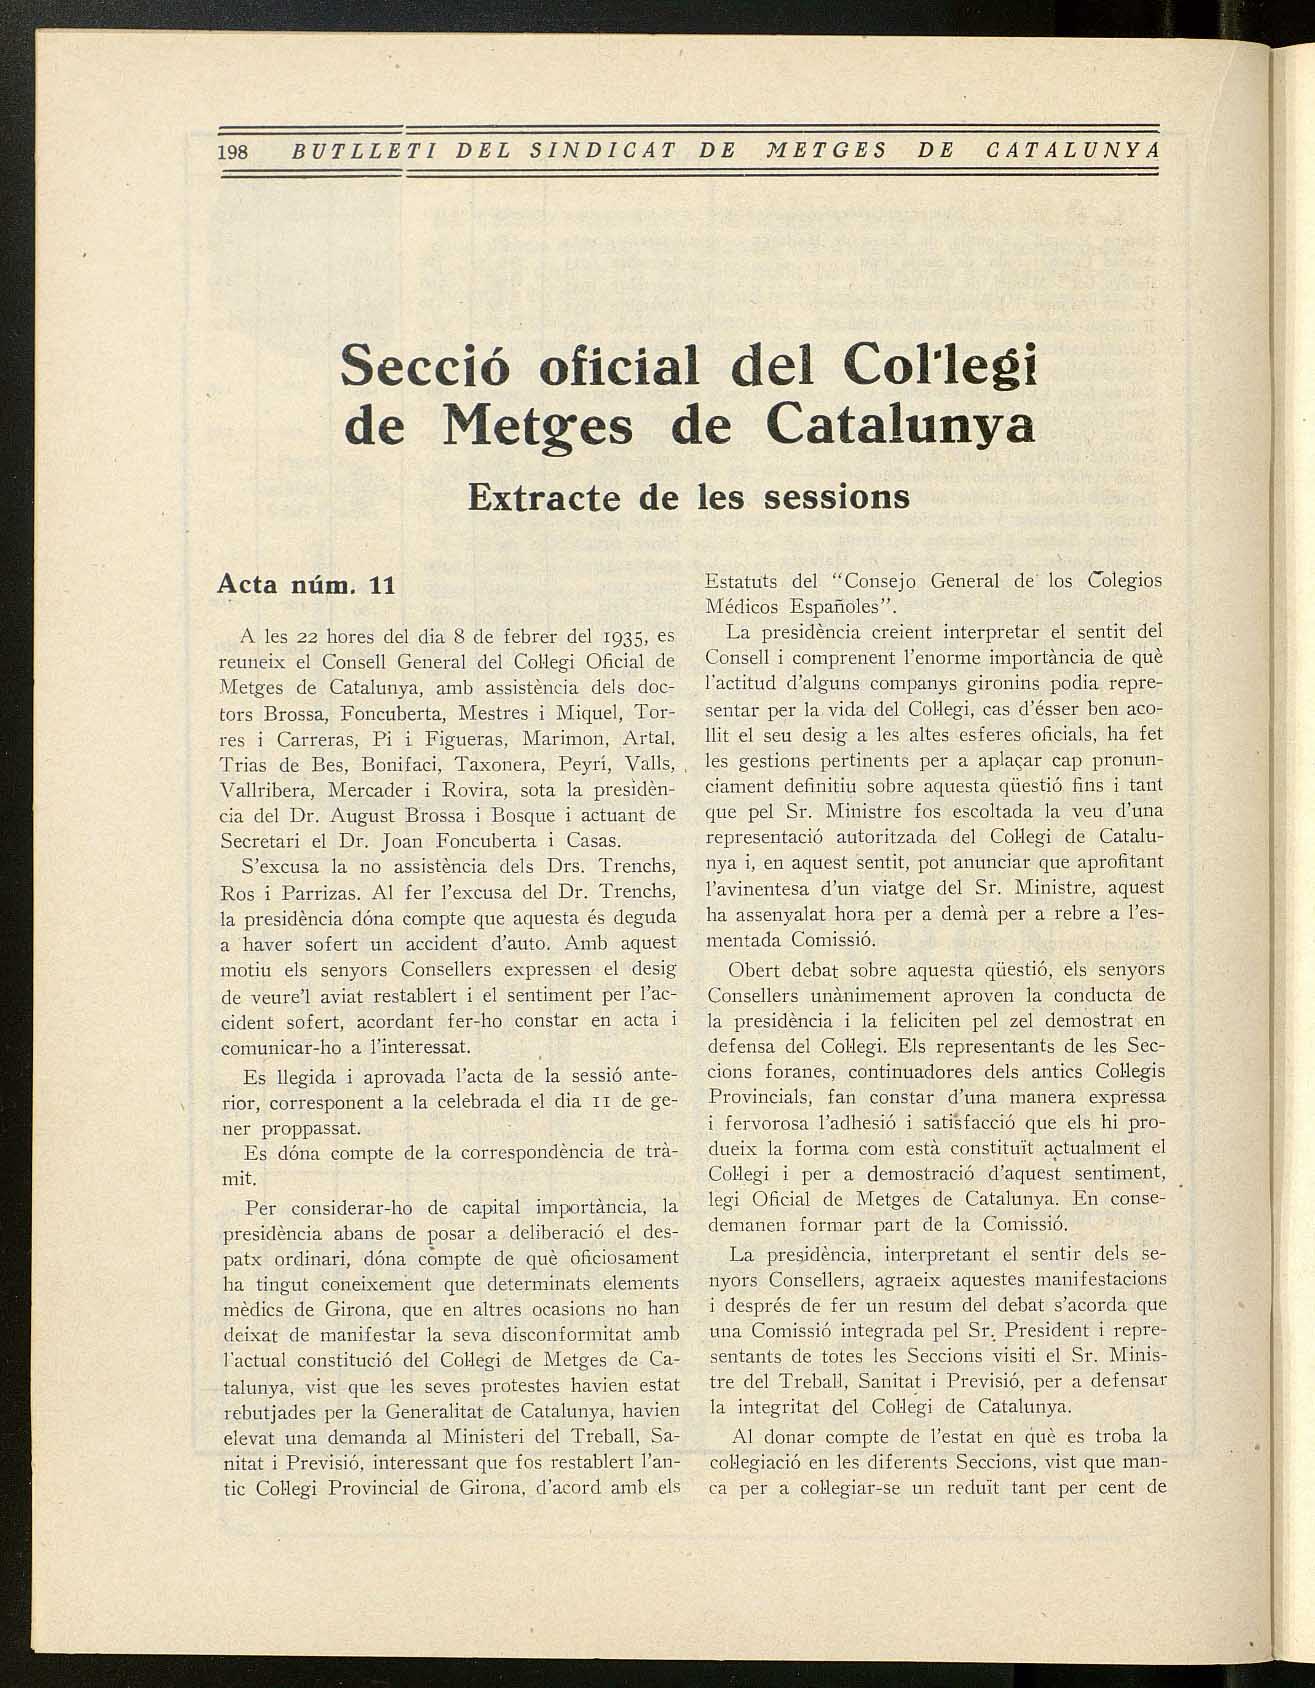 198 BUTLLETI DEL SINDICAT DE METGES DE CATALUNYA
Secció oficial del Col·legi
de Metges de Catalunya
Extracte de les sessions
Acta núm. 11
A les 22 hores del dia 8 de febrer del 1935, es
reuneix el Consell General del Col·legi Oficial de
Metges de Catalunya, amb assistència dels doc-
tors Brossa, Foncuberta, Mestres i Miquel, Tor-
res i Carreras, Pi i Figueras, Marimon, Artal,
Trias de Bes, Bonifaci, Taxonera, Peyrí, Valls,
Vallribera, Mercader i Rovira, sota la presidèn-
cia del Dr. August Brossa i Bosque i actuant de
Secretari el Dr. Joan Foncuberta i Casas.
S'excusa la no assistència dels Drs. Trenchs,
Ros i Parrizas. Al fer l'excusa del Dr. Trenchs,
la presidència dóna compte que aquesta és deguda
a haver sofert un accident d'auto. Amb aquest
motiu els senyors Consellers expressen el desig
de veure'l aviat restablert i el sentiment per l'ac-
cident sofert, acordant fer-ho constar en acta i
comunicar-ho a l'interessat.
Es llegida i aprovada l'acta de la sessió ante-
rior, corresponent a la celebrada el dia 11 de ge-
ner proppassat.
Es dóna compte de la correspondència de trà-
mit.
Per considerar-ho de capital importància, la
presidència abans de posar a deliberació el des-
patx ordinari, dóna compte de què oficiosament
ha tingut coneixement que determinats elements
mèdics de Girona, que en altres ocasions no han
deixat de manifestar la seva disconformitat amb
l'actual constitució del Col·legi de Metges de Ca-
talunya, vist que les seves protestes havien estat
rebutjades per la Generalitat de Catalunya, havien
elevat una demanda al Ministeri del Treball, Sa-
nitat i Previsió, interessant que fos restablert l'an-
tic Col·legi Provincial de Girona, d'acord amb els
Estatuts del "Consejo General de los Colegios
Médicos Españoles".
La presidència creient interpretar el sentit del
Consell i comprenent l'enorme importància de què
l'actitud d'alguns companys gironins podia repre-
sentar per la vida del Col·legi, cas d'ésser ben aco-
llit el seu desig a les altes esferes oficials, ha fet
les gestions pertinents per a aplaçar cap pronun-
ciament definitiu sobre aquesta qüestió fins i tant
que pel Sr. Ministre fos escoltada la veu d'una
representació autoritzada del Col·legi de Catalu-
nya i, en aquest sentit, pot anunciar que aprofitant
l'avinentesa d'un viatge del Sr. Ministre, aquest
ha assenyalat hora per a demà per a rebre a l'es-
mentada Comissió.
Obert debat sobre aquesta qüestió, els senyors
Consellers unànimement aproven la conducta de
la presidència i la feliciten pel zel demostrat en
defensa del Col·legi. Els representants de les Sec-
cions foranes, continuadores dels antics Col·legis
Provincials, fan constar d'una manera expressa
i fervorosa l'adhesió i satisfacció que els hi pro-
dueix la forma com està constituït actualment el
Col·legi i per a demostració d'aquest sentiment,
legi Oficial de Metges de Catalunya. En conse-
demanen formar part de la Comissió.
La presidència, interpretant el sentir dels se-
nyors Consellers, agraeix aquestes manifestacions
i després de fer un resum del debat s'acorda que
una Comissió integrada pel Sr. President i repre-
sentants de totes les Seccions visiti el Sr. Minis-
tre del Treball, Sanitat i Previsió, per a defensar
la integritat del Col·legi de Catalunya.
Al donar compte de l'estat en què es troba la
col·legiació en les diferents Seccions, vist que man-
ca per a col·legiar-se un reduït tant per cent de